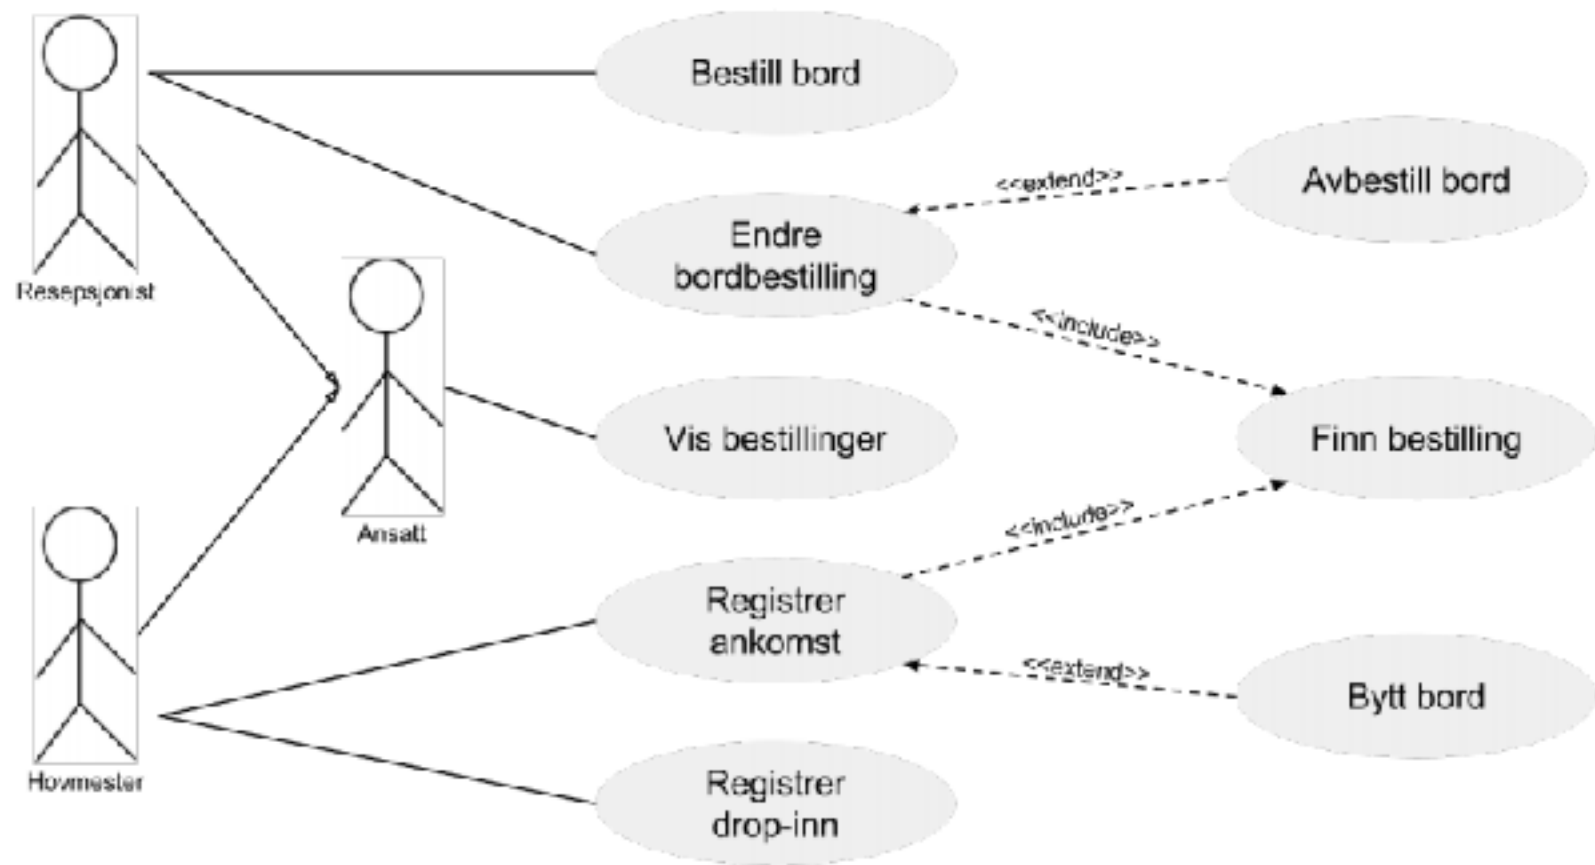 Bestill bord
Avbestill bord
<<extend>>
Endre
bordbestilling
Resepsjonist
<<include>>
Vis bestillinger
Finn bestilling
Ansatt
<<include>>
Registrer
ankomst
<<extend>>
Bytt bord
Hovmester
Registrer
drop-inn